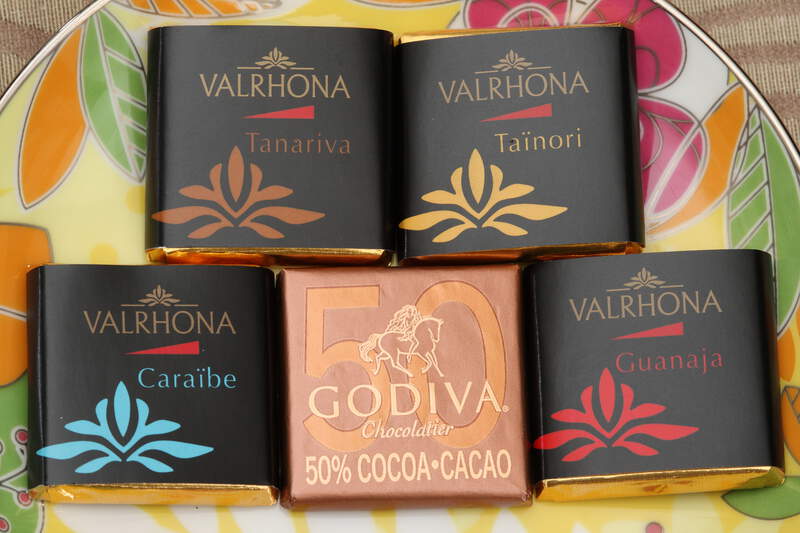 VALRHONA
Tanariva
VALRHONA
Taïnori
VALRHONA
Caraïbe
50
GODIVA
Chocolatier
50% COCOA•CACAO
VALRHONA
Guanaja